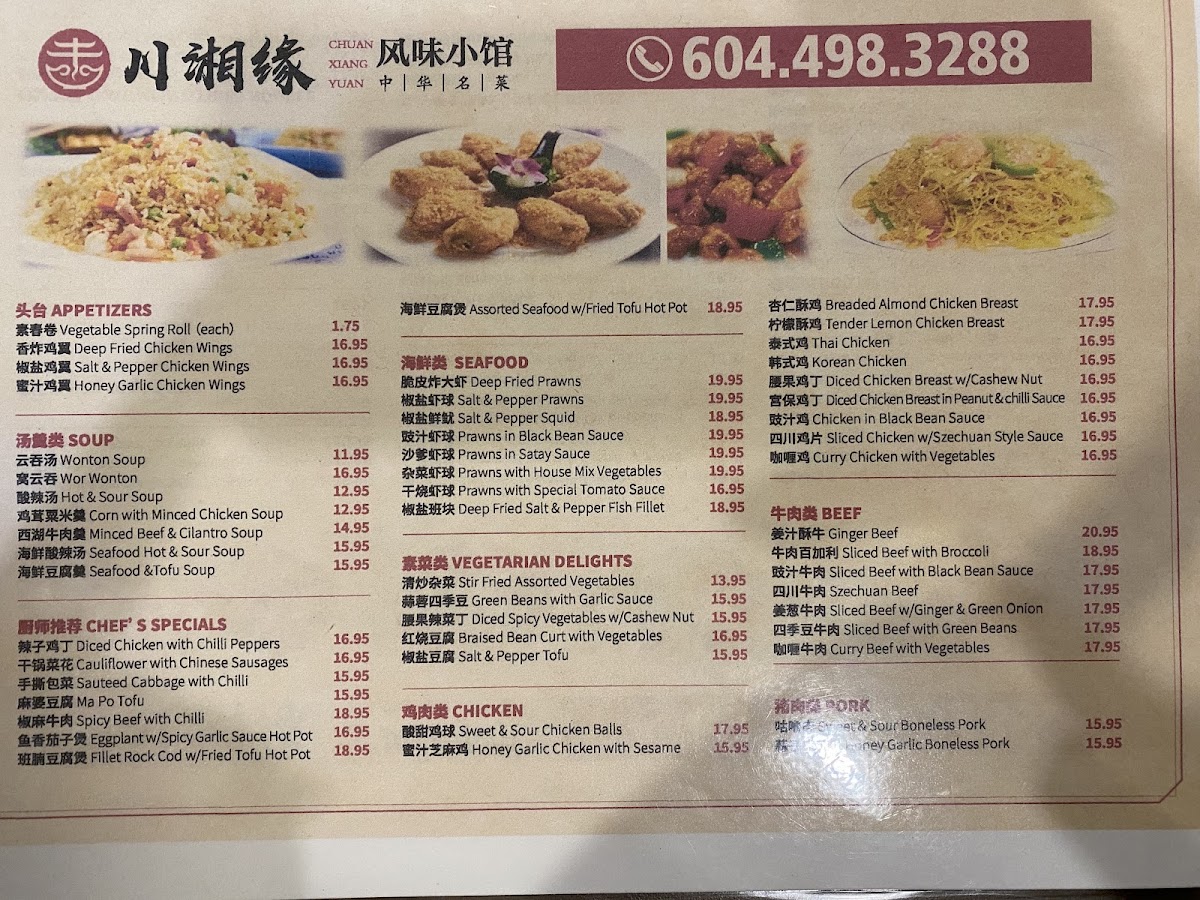 川湘缘
CHUAN
XIANG
YUAN
风味小馆
中 | 华 | 名 | 菜
604.498.3288
头台 APPETIZERS
素春卷 Vegetable Spring Roll (each) 1.75
香炸鸡翼 Deep Fried Chicken Wings 16.95
椒盐鸡翼 Salt & Pepper Chicken Wings 16.95
蜜汁鸡翼 Honey Garlic Chicken Wings 16.95
汤羹类 SOUP
云吞汤 Wonton Soup 11.95
窝云吞 Wor Wonton 16.95
酸辣汤 Hot & Sour Soup 12.95
鸡茸粟米羹 Corn with Minced Chicken Soup 12.95
西湖牛肉羹 Minced Beef & Cilantro Soup 14.95
海鲜酸辣汤 Seafood Hot & Sour Soup 15.95
海鲜豆腐羹 Seafood &Tofu Soup 15.95
厨师推荐 CHEF'S SPECIALS
辣子鸡丁 Diced Chicken with Chilli Peppers 16.95
干锅菜花 Cauliflower with Chinese Sausages 16.95
手撕包菜 Sauteed Cabbage with Chilli 15.95
麻婆豆腐 Ma Po Tofu 15.95
椒麻牛肉 Spicy Beef with Chilli 18.95
鱼香茄子煲 Eggplant w/Spicy Garlic Sauce Hot Pot 16.95
班腩豆腐煲 Fillet Rock Cod w/Fried Tofu Hot Pot 18.95
海鲜豆腐煲 Assorted Seafood w/Fried Tofu Hot Pot 18.95
海鲜类 SEAFOOD
脆皮炸大虾 Deep Fried Prawns 19.95
椒盐虾球 Salt & Pepper Prawns 19.95
椒盐鲜鱿 Salt & Pepper Squid 18.95
豉汁虾球 Prawns in Black Bean Sauce 19.95
沙爹虾球 Prawns in Satay Sauce 19.95
杂菜虾球 Prawns with House Mix Vegetables 19.95
干烧虾球 Prawns with Special Tomato Sauce 16.95
椒盐班块 Deep Fried Salt & Pepper Fish Fillet 18.95
素菜类 VEGETARIAN DELIGHTS
清炒杂菜 Stir Fried Assorted Vegetables 13.95
蒜蓉四季豆 Green Beans with Garlic Sauce 15.95
腰果辣菜丁 Diced Spicy Vegetables w/Cashew Nut 15.95
红烧豆腐 Braised Bean Curt with Vegetables 16.95
椒盐豆腐 Salt & Pepper Tofu 15.95
鸡肉类 CHICKEN
酸甜鸡球 Sweet & Sour Chicken Balls 17.95
蜜汁芝麻鸡 Honey Garlic Chicken with Sesame 15.95
杏仁酥鸡 Breaded Almond Chicken Breast 17.95
柠檬酥鸡 Tender Lemon Chicken Breast 17.95
泰式鸡 Thai Chicken 16.95
韩式鸡 Korean Chicken 16.95
腰果鸡丁 Diced Chicken Breast w/Cashew Nut 16.95
宫保鸡丁 Diced Chicken Breast in Peanut & chilli Sauce 16.95
豉汁鸡 Chicken in Black Bean Sauce 16.95
四川鸡片 Sliced Chicken w/Szechuan Style Sauce 16.95
咖喱鸡 Curry Chicken with Vegetables 16.95
牛肉类 BEEF
姜汁酥牛 Ginger Beef 20.95
牛肉百加利 Sliced Beef with Broccoli 18.95
豉汁牛肉 Sliced Beef with Black Bean Sauce 17.95
四川牛肉 Szechuan Beef 17.95
姜葱牛肉 Sliced Beef w/Ginger & Green Onion 17.95
四季豆牛肉 Sliced Beef with Green Beans 17.95
咖喱牛肉 Curry Beef with Vegetables 17.95
猪肉类 PORK
Sweet & Sour Boneless Pork 15.95
Honey Garlic Boneless Pork 15.95